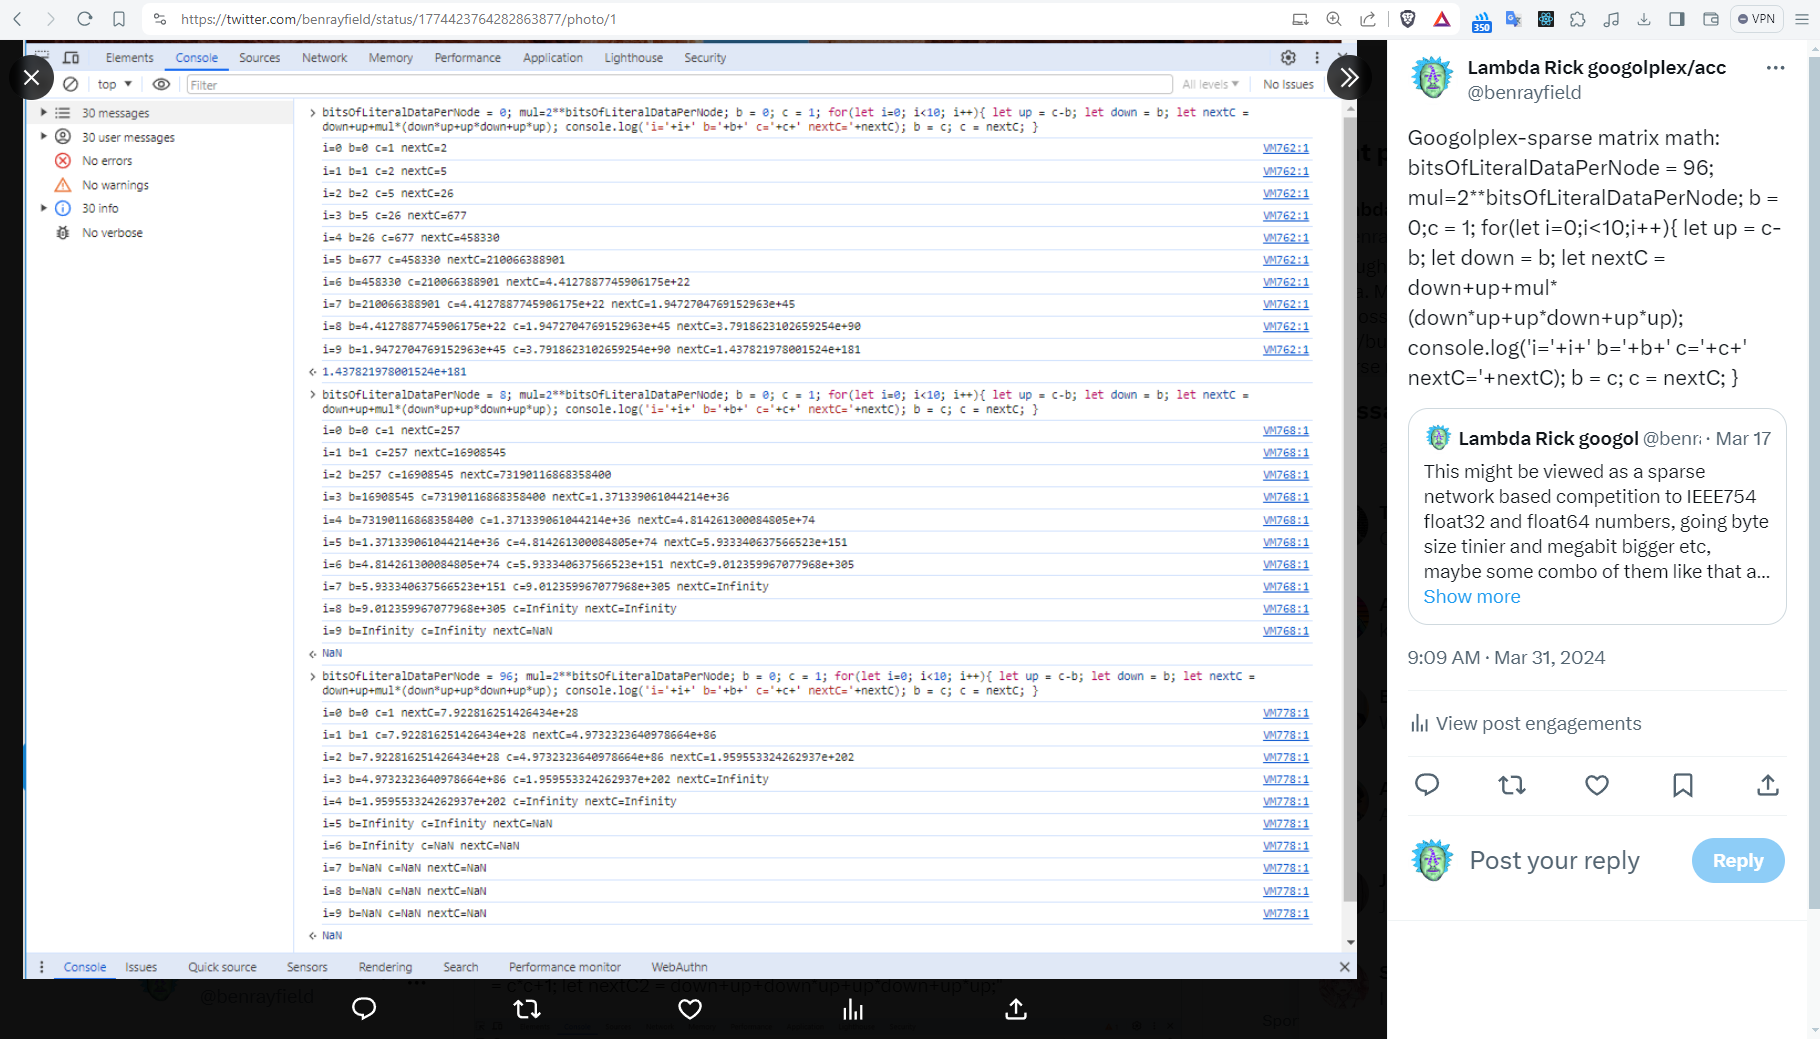 https://twitter.com/benrayfield/status/1774423764282863877/photo/1
350
VPN
Elements Console Sources Network Memory Performance Application Lighthouse Security
top Filter All levels No Issues
30 messages
30 user messages
No errors
No warnings
30 info
No verbose
bitsOfLiteralDataPerNode = 0; mul=2**bitsOfLiteralDataPerNode; b = 0; c = 1; for(let i=0; i<10; i++){ let up = c-b; let down = b; let nextC =
down+up+mul*(down*up+up*down+up*up); console.log('i='+i+' b='+b+' c='+c+' nextC='+nextC); b = c; c = nextC; }
i=0 b=0 c=1 nextC=2 VM762:1
i=1 b=1 c=2 nextC=5 VM762:1
i=2 b=2 c=5 nextC=26 VM762:1
i=3 b=5 c=26 nextC=677 VM762:1
i=4 b=26 c=677 nextC=458330 VM762:1
i=5 b=677 c=458330 nextC=210066388901 VM762:1
i=6 b=458330 c=210066388901 nextC=4.4127887745906175e+22 VM762:1
i=7 b=210066388901 c=4.4127887745906175e+22 nextC=1.9472704769152963e+45 VM762:1
i=8 b=4.4127887745906175e+22 c=1.9472704769152963e+45 nextC=3.7918623102659254e+90 VM762:1
i=9 b=1.9472704769152963e+45 c=3.7918623102659254e+90 nextC=1.437821978001524e+181 VM762:1
1.437821978001524e+181
bitsOfLiteralDataPerNode = 8; mul=2**bitsOfLiteralDataPerNode; b = 0; c = 1; for(let i=0; i<10; i++){ let up = c-b; let down = b; let nextC =
down+up+mul*(down*up+up*down+up*up); console.log('i='+i+' b='+b+' c='+c+' nextC='+nextC); b = c; c = nextC; }
i=0 b=0 c=1 nextC=257 VM768:1
i=1 b=1 c=257 nextC=16908545 VM768:1
i=2 b=257 c=16908545 nextC=73190116868358400 VM768:1
i=3 b=16908545 c=73190116868358400 nextC=1.371339061044214e+36 VM768:1
i=4 b=73190116868358400 c=1.371339061044214e+36 nextC=4.814261300084805e+74 VM768:1
i=5 b=1.371339061044214e+36 c=4.814261300084805e+74 nextC=5.933340637566523e+151 VM768:1
i=6 b=4.814261300084805e+74 c=5.933340637566523e+151 nextC=9.012359967077968e+305 VM768:1
i=7 b=5.933340637566523e+151 c=9.012359967077968e+305 nextC=Infinity VM768:1
i=8 b=9.012359967077968e+305 c=Infinity nextC=Infinity VM768:1
i=9 b=Infinity c=Infinity nextC=NaN VM768:1
NaN
bitsOfLiteralDataPerNode = 96; mul=2**bitsOfLiteralDataPerNode; b = 0; c = 1; for(let i=0; i<10; i++){ let up = c-b; let down = b; let nextC =
down+up+mul*(down*up+up*down+up*up); console.log('i='+i+' b='+b+' c='+c+' nextC='+nextC); b = c; c = nextC; }
i=0 b=0 c=1 nextC=7.922816251426434e+28 VM778:1
i=1 b=1 c=7.922816251426434e+28 nextC=4.9732323640978664e+86 VM778:1
i=2 b=7.922816251426434e+28 c=4.9732323640978664e+86 nextC=1.959553324262937e+202 VM778:1
i=3 b=4.9732323640978664e+86 c=1.959553324262937e+202 nextC=Infinity VM778:1
i=4 b=1.959553324262937e+202 c=Infinity nextC=Infinity VM778:1
i=5 b=Infinity c=Infinity nextC=NaN VM778:1
i=6 b=Infinity c=NaN nextC=NaN VM778:1
i=7 b=NaN c=NaN nextC=NaN VM778:1
i=8 b=NaN c=NaN nextC=NaN VM778:1
i=9 b=NaN c=NaN nextC=NaN VM778:1
NaN
Console Issues Quick source Sensors Rendering Search Performance monitor WebAuthn
@benrayfield
= c*c+1; let nextC2 = down+up+down*up+up*down+up*up;"
Lambda Rick googolplex/acc
@benrayfield
Googolplex-sparse matrix math:
bitsOfLiteralDataPerNode = 96;
mul=2**bitsOfLiteralDataPerNode; b =
0;c = 1; for(let i=0;i<10;i++){ let up = c-
b; let down = b; let nextC =
down+up+mul*
(down*up+up*down+up*up);
console.log('i='+i+' b='+b+' c='+c+'
nextC='+nextC); b = c; c = nextC; }
Lambda Rick googol @benr · Mar 17
This might be viewed as a sparse
network based competition to IEEE754
float32 and float64 numbers, going byte
size tinier and megabit bigger etc,
maybe some combo of them like that a...
Show more
9:09 AM · Mar 31, 2024
View post engagements
Post your reply Reply